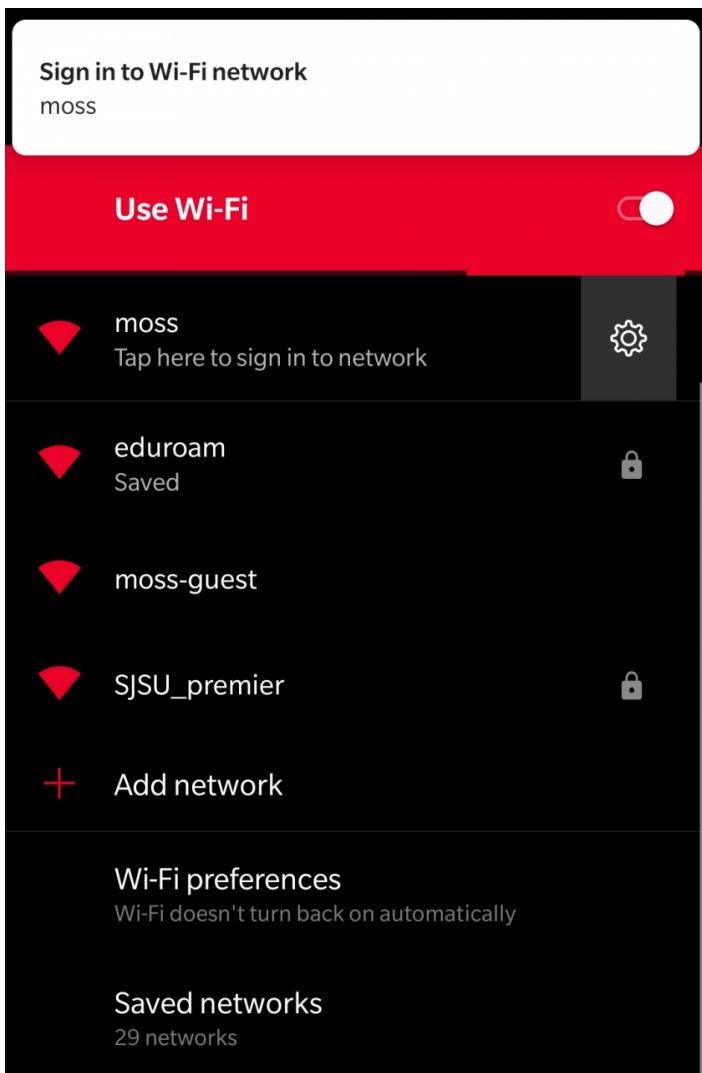 Sign in to Wi-Fi network
moss
Use Wi-Fi
moss
Tap here to sign in to network
eduroam
Saved
moss-guest
SJSU_premier
Add network
Wi-Fi preferences
Wi-Fi doesn't turn back on automatically
Saved networks
29 networks